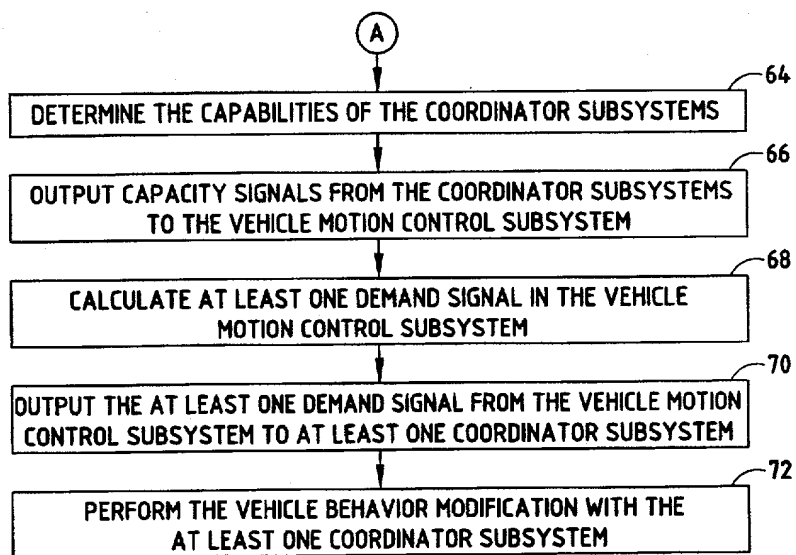 A
64
DETERMINE THE CAPABILITIES OF THE COORDINATOR SUBSYSTEMS
66
OUTPUT CAPACITY SIGNALS FROM THE COORDINATOR SUBSYSTEMS
TO THE VEHICLE MOTION CONTROL SUBSYSTEM
68
CALCULATE AT LEAST ONE DEMAND SIGNAL IN THE VEHICLE
MOTION CONTROL SUBSYSTEM
70
OUTPUT THE AT LEAST ONE DEMAND SIGNAL FROM THE VEHICLE MOTION
CONTROL SUBSYSTEM TO AT LEAST ONE COORDINATOR SUBSYSTEM
72
PERFORM THE VEHICLE BEHAVIOR MODIFICATION WITH THE
AT LEAST ONE COORDINATOR SUBSYSTEM